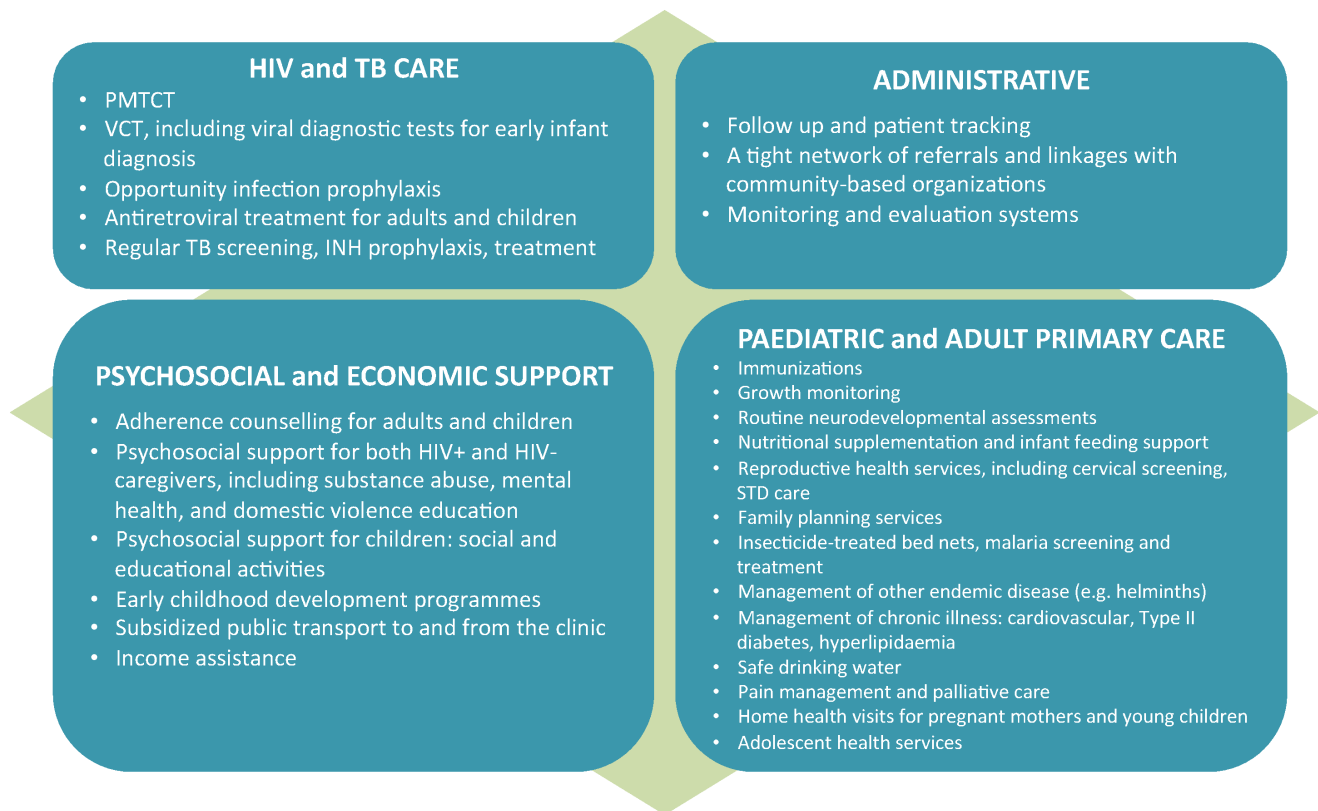 HIV and TB CARE
• PMTCT
• VCT, including viral diagnostic tests for early infant
diagnosis
• Opportunity infection prophylaxis
• Antiretroviral treatment for adults and children
• Regular TB screening, INH prophylaxis, treatment
ADMINISTRATIVE
• Follow up and patient tracking
• A tight network of referrals and linkages with
community-based organizations
• Monitoring and evaluation systems
PSYCHOSOCIAL and ECONOMIC SUPPORT
• Adherence counselling for adults and children
• Psychosocial support for both HIV+ and HIV-
caregivers, including substance abuse, mental
health, and domestic violence education
• Psychosocial support for children: social and
educational activities
• Early childhood development programmes
• Subsidized public transport to and from the clinic
• Income assistance
PAEDIATRIC and ADULT PRIMARY CARE
• Immunizations
• Growth monitoring
• Routine neurodevelopmental assessments
• Nutritional supplementation and infant feeding support
• Reproductive health services, including cervical screening,
STD care
• Family planning services
• Insecticide-treated bed nets, malaria screening and
treatment
• Management of other endemic disease (e.g. helminths)
• Management of chronic illness: cardiovascular, Type II
diabetes, hyperlipidaemia
• Safe drinking water
• Pain management and palliative care
• Home health visits for pregnant mothers and young children
• Adolescent health services